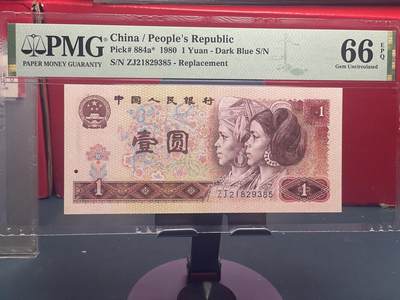 PMG
PAPER MONEY GUARANTY
China / People's Republic
Pick# 884a* 1980 1 Yuan - Dark Blue S/N
S/N ZJ21829385 - Replacement
66 EPQ
Gem Uncirculated
中国人民银行
1
壹圆
1
1
ZJ21829385